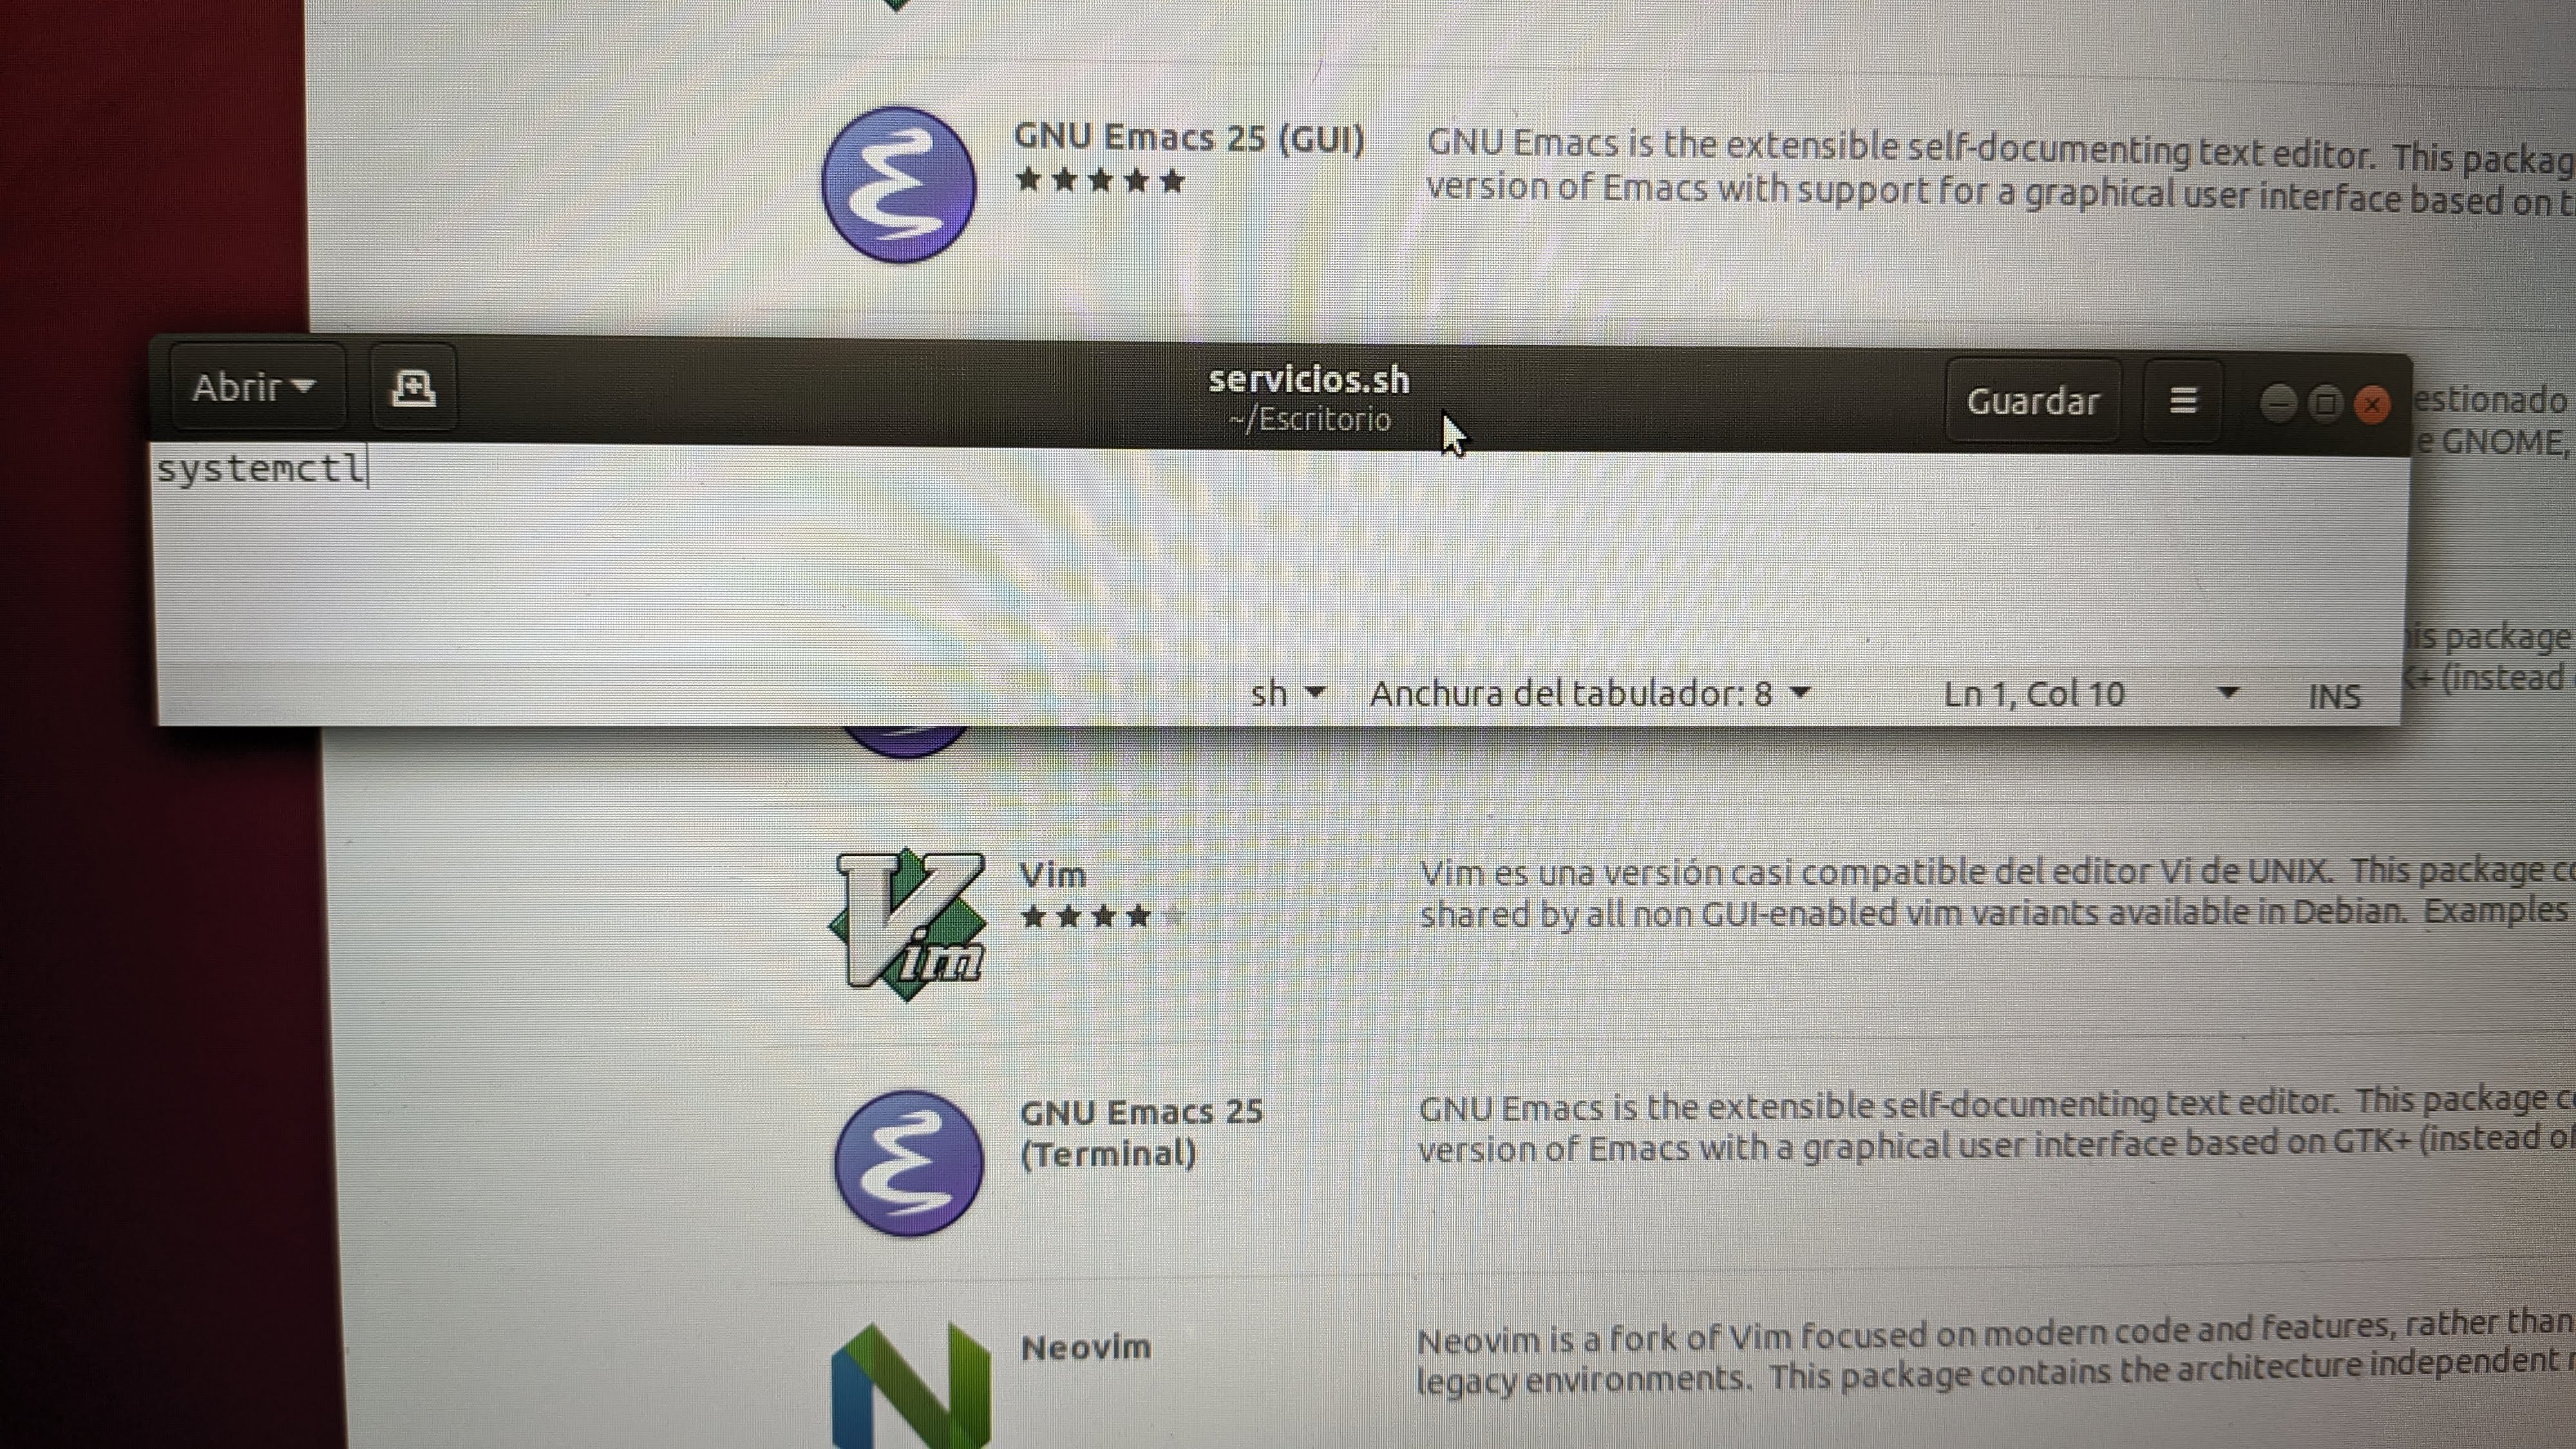 GNU Emacs 25 (GUI)
GNU Emacs is the extensible self-documenting text editor. This packag
version of Emacs with support for a graphical user interface based on t
Abrir
servicios.sh
~/Escritorio
Guardar
estionado
e GNOME,
systemctl
is package
K+ (instead
sh
Anchura del tabulador: 8
Ln 1, Col 10
INS
Vim
Vim es una versión casi compatible del editor Vi de UNIX. This package co
shared by all non GUI-enabled vim variants available in Debian. Examples
Vim
GNU Emacs 25
(Terminal)
GNU Emacs is the extensible self-documenting text editor. This package co
version of Emacs with a graphical user interface based on GTK+ (instead of
Neovim
Neovim is a fork of Vim focused on modern code and features, rather than
legacy environments. This package contains the architecture independent